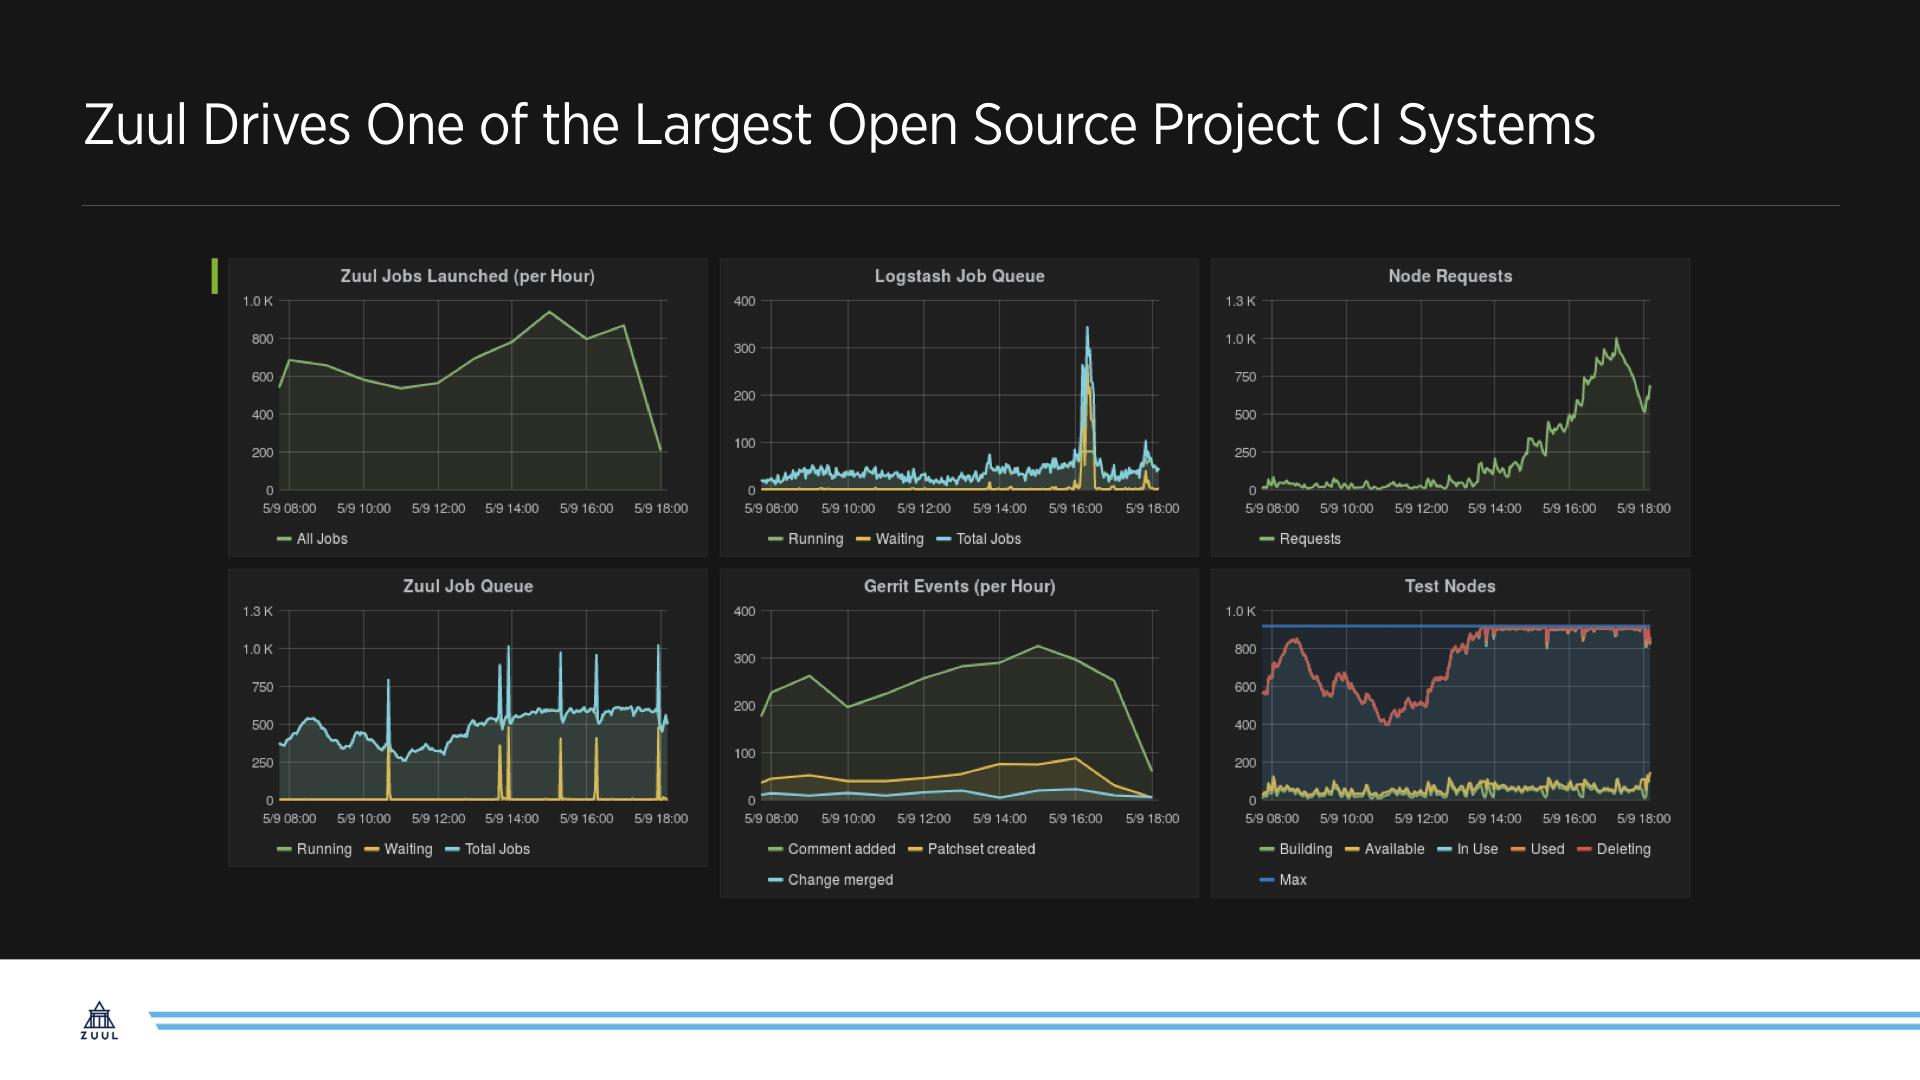 Zuul Drives One of the Largest Open Source Project CI Systems
Zuul Jobs Launched (per Hour)
1.0 K
800
600
400
200
0
5/9 08:00 5/9 10:00 5/9 12:00 5/9 14:00 5/9 16:00 5/9 18:00
All Jobs
Logstash Job Queue
400
300
200
100
0
5/9 08:00 5/9 10:00 5/9 12:00 5/9 14:00 5/9 16:00 5/9 18:00
Running Waiting Total Jobs
Node Requests
1.3 K
1.0 K
750
500
250
0
5/9 08:00 5/9 10:00 5/9 12:00 5/9 14:00 5/9 16:00 5/9 18:00
Requests
Zuul Job Queue
1.3 K
1.0 K
750
500
250
0
5/9 08:00 5/9 10:00 5/9 12:00 5/9 14:00 5/9 16:00 5/9 18:00
Running Waiting Total Jobs
Gerrit Events (per Hour)
400
300
200
100
0
5/9 08:00 5/9 10:00 5/9 12:00 5/9 14:00 5/9 16:00 5/9 18:00
Comment added Patchset created
Change merged
Test Nodes
1.0 K
800
600
400
200
0
5/9 08:00 5/9 10:00 5/9 12:00 5/9 14:00 5/9 16:00 5/9 18:00
Building Available In Use Used Deleting
Max
ZUUL